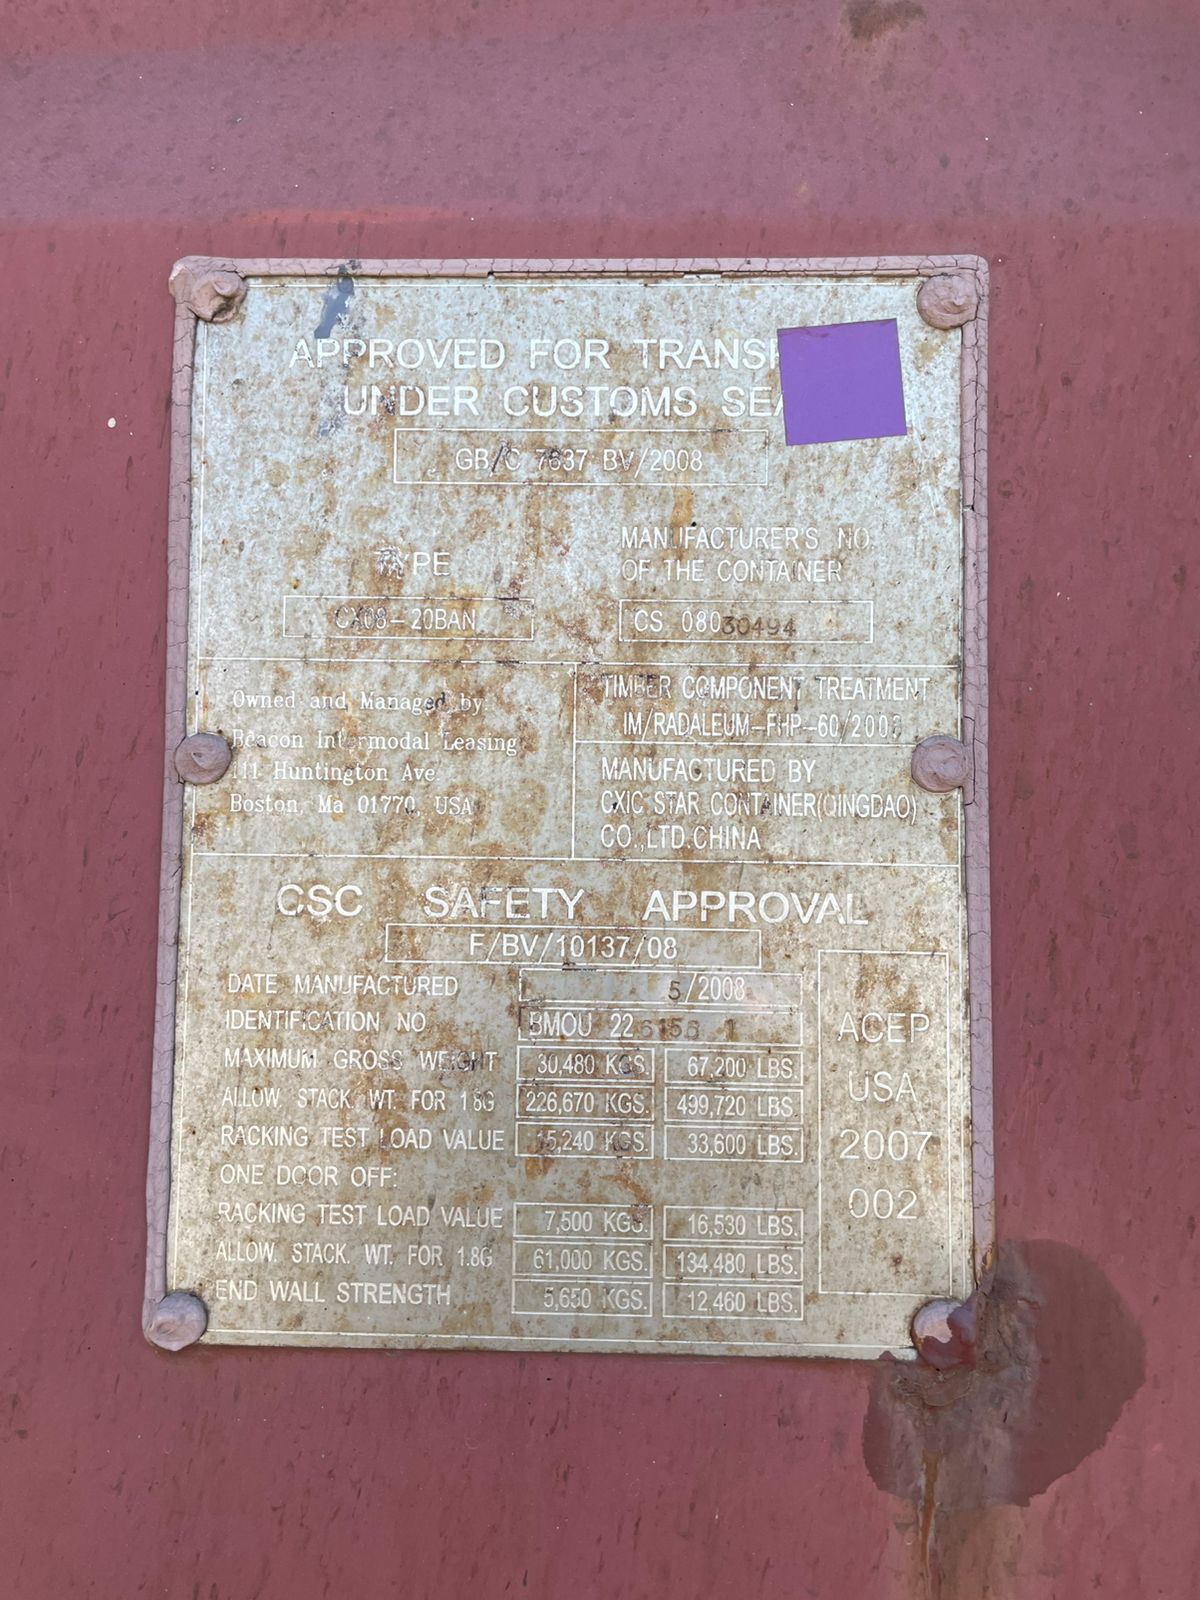 APPROVED FOR TRANSP
UNDER CUSTOMS SEA
GB/C 7637 BV/2008
TYPE
CX08-20BAN
MANUFACTURER'S NO.
OF THE CONTAINER
CS 08030494
Owned and Managed by:
Beacon Intermodal Leasing
111 Huntington Ave.
Boston, Ma 01770, USA
TIMBER COMPONENT TREATMENT
IM/RADALEUM-FHP-60/2008
MANUFACTURED BY
CXIC STAR CONTAINER(QINGDAO)
CO.,LTD.CHINA
CSC SAFETY APPROVAL
F/BV/10137/08
DATE MANUFACTURED 5/2008
IDENTIFICATION NO BMOU 22 1
MAXIMUM GROSS WEIGHT 30,480 KGS. 67,200 LBS.
ALLOW. STACK. WT. FOR 1.8G 226,670 KGS. 499,720 LBS.
RACKING TEST LOAD VALUE 15,240 KGS. 33,600 LBS.
ONE DOOR OFF:
RACKING TEST LOAD VALUE 7,500 KGS. 16,530 LBS.
ALLOW. STACK. WT. FOR 1.8G 61,000 KGS. 134,480 LBS.
END WALL STRENGTH 5,650 KGS. 12,460 LBS.
ACEP
USA
2007
002